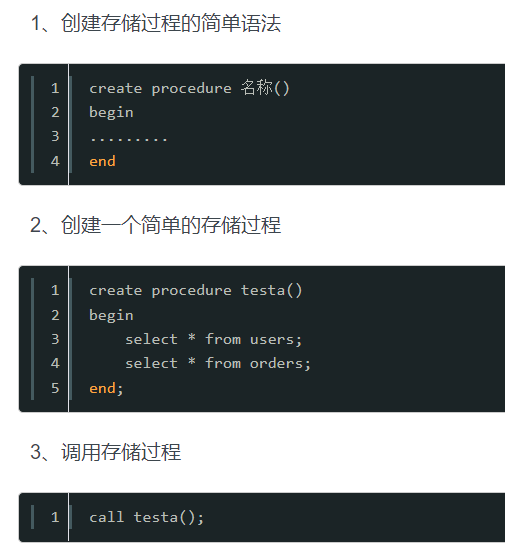 1、创建存储过程的简单语法
1 create procedure 名称()
2 begin
3 .........
4 end
2、创建一个简单的存储过程
1 create procedure testa()
2 begin
3     select * from users;
4     select * from orders;
5 end;
3、调用存储过程
1 call testa();